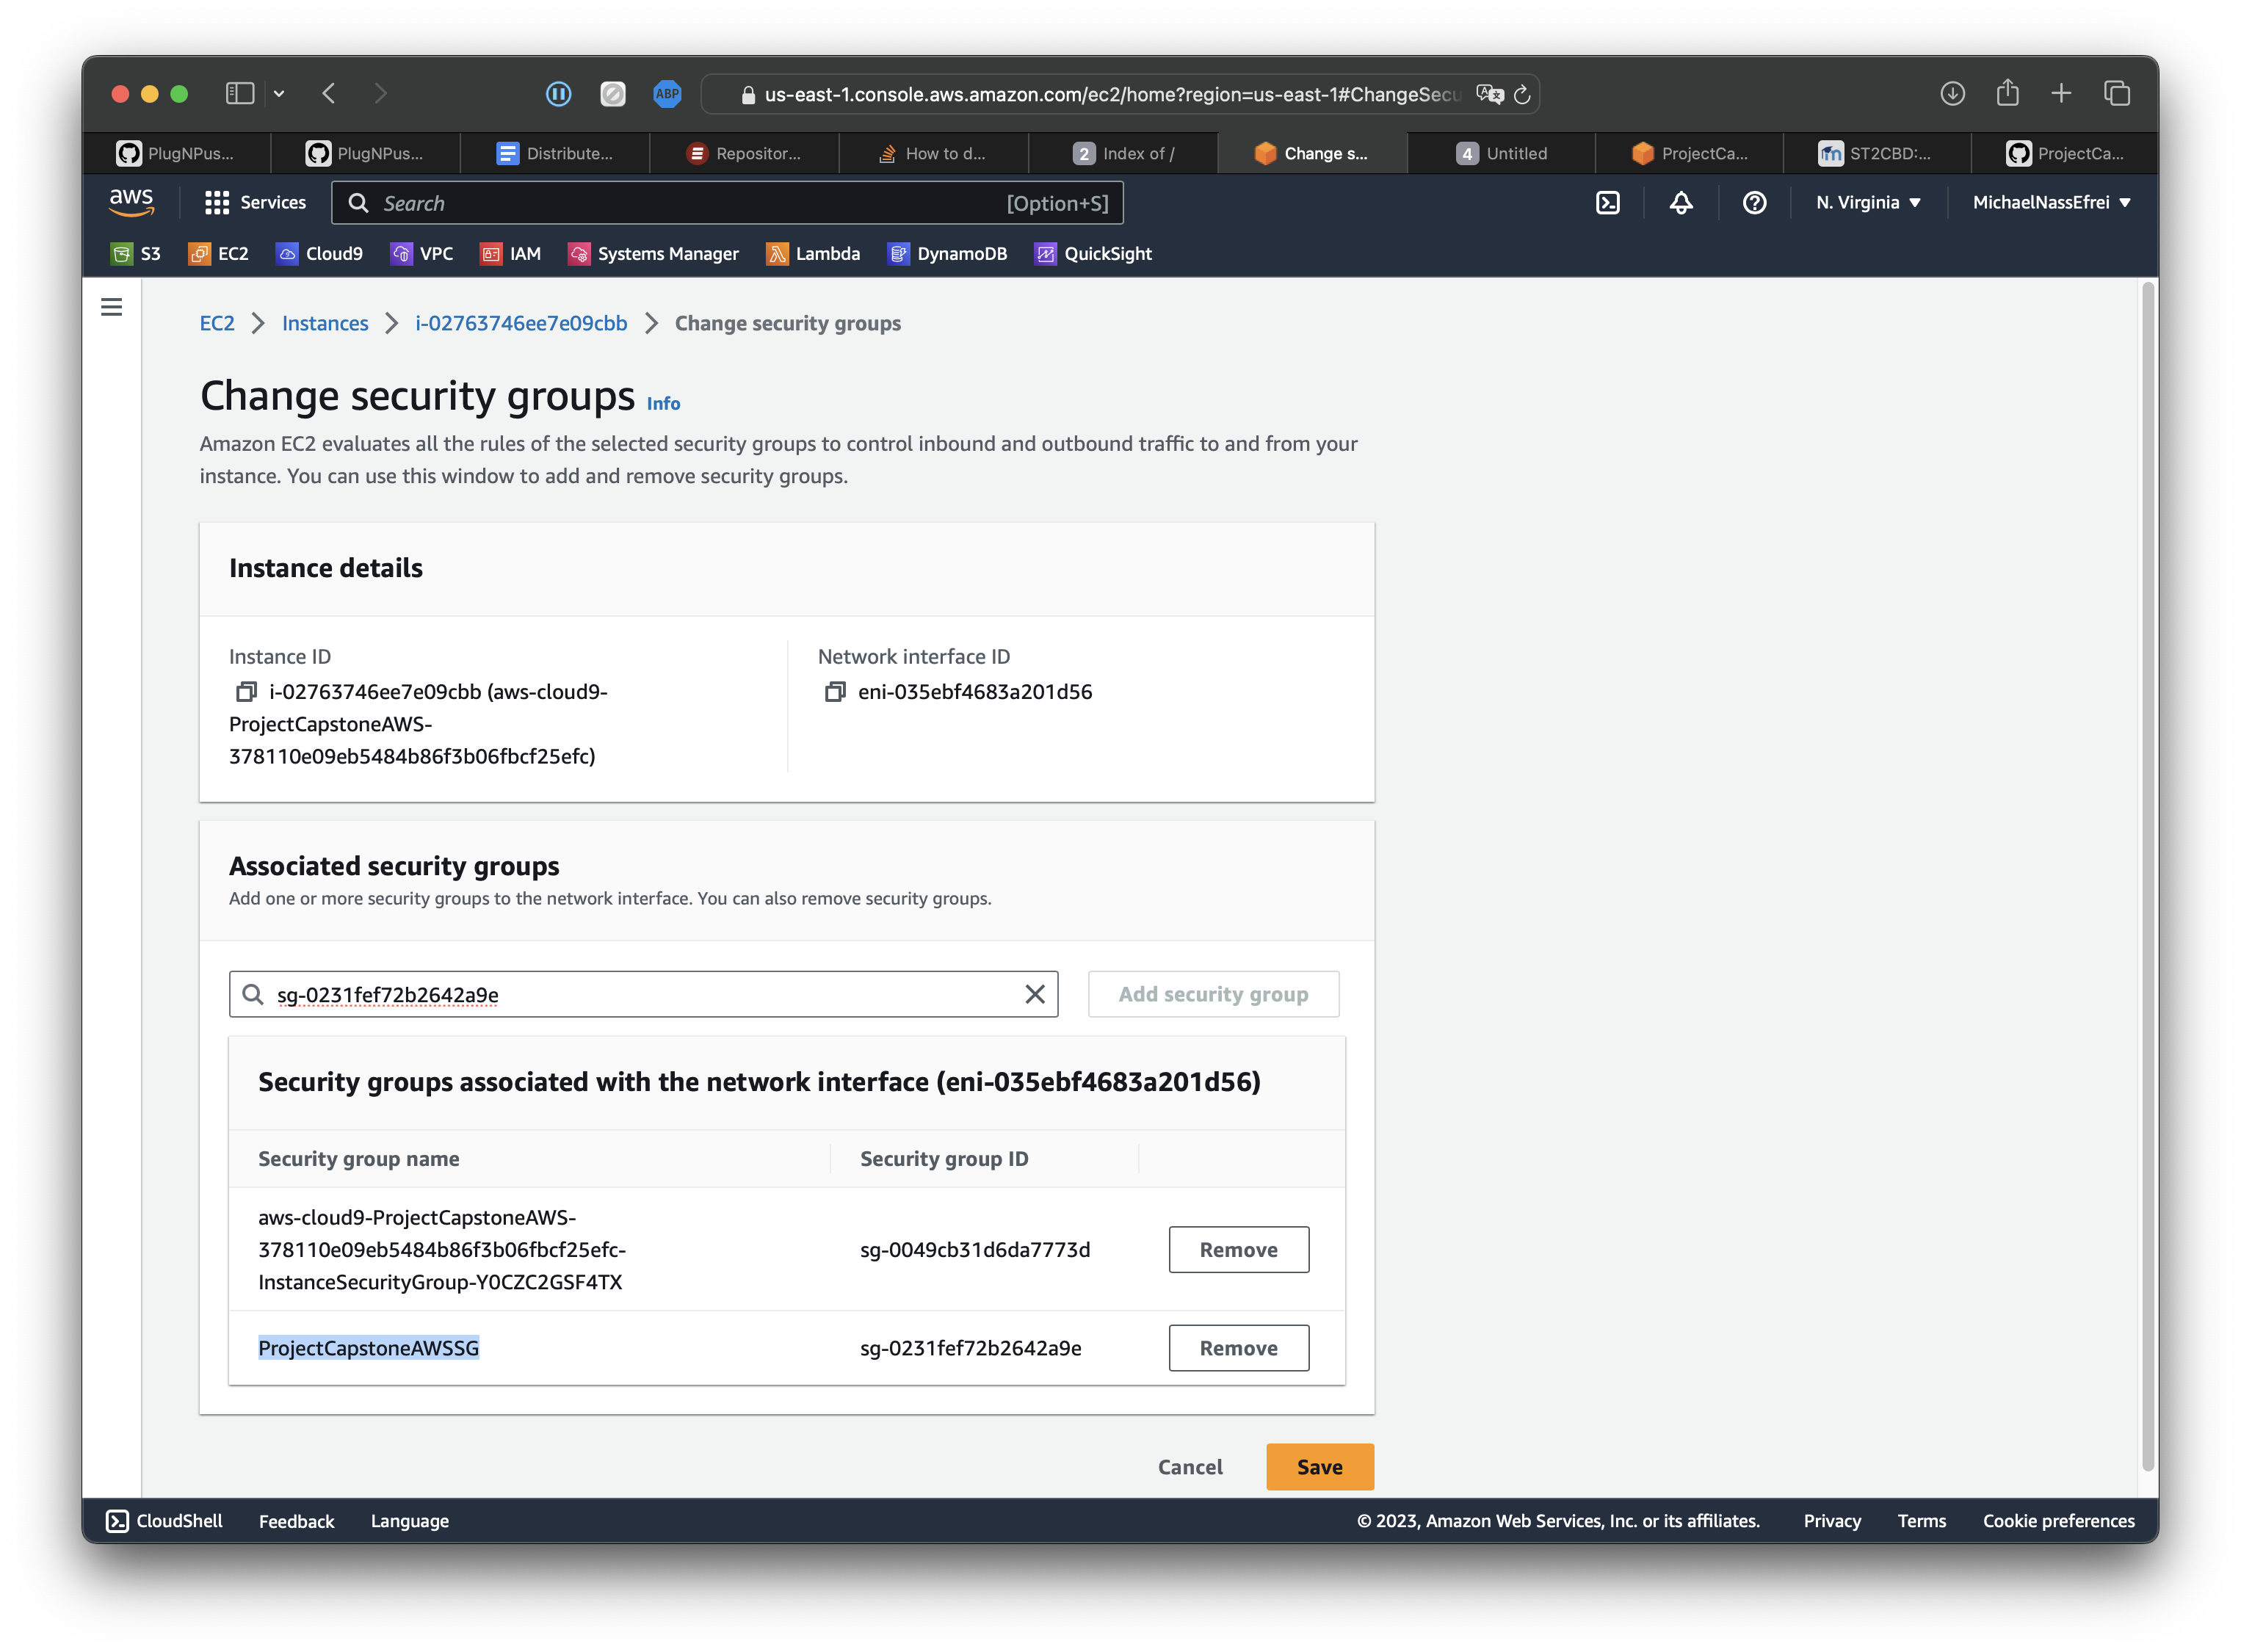 ABP
us-east-1.console.aws.amazon.com/ec2/home?region=us-east-1#ChangeSecu
PlugNPus...
PlugNPus...
Distribute...
Repositor...
How to d...
2 Index of /
Change s...
4 Untitled
ProjectCa...
ST2CBD:...
ProjectCa...
aws
Services
Search
[Option+S]
N. Virginia
MichaelNassEfrei
S3
EC2
Cloud9
VPC
IAM
Systems Manager
Lambda
DynamoDB
QuickSight
EC2
Instances
i-02763746ee7e09cbb
Change security groups
Change security groups Info
Amazon EC2 evaluates all the rules of the selected security groups to control inbound and outbound traffic to and from your
instance. You can use this window to add and remove security groups.
Instance details
Instance ID
i-02763746ee7e09cbb (aws-cloud9-
ProjectCapstoneAWS-
378110e09eb5484b86f3b06fbcf25efc)
Network interface ID
eni-035ebf4683a201d56
Associated security groups
Add one or more security groups to the network interface. You can also remove security groups.
sg-0231fef72b2642a9e
Add security group
Security groups associated with the network interface (eni-035ebf4683a201d56)
Security group name
Security group ID
aws-cloud9-ProjectCapstoneAWS-
378110e09eb5484b86f3b06fbcf25efc-
InstanceSecurityGroup-Y0CZC2GSF4TX
sg-0049cb31d6da7773d
Remove
ProjectCapstoneAWSSG
sg-0231fef72b2642a9e
Remove
Cancel
Save
CloudShell
Feedback
Language
© 2023, Amazon Web Services, Inc. or its affiliates.
Privacy
Terms
Cookie preferences